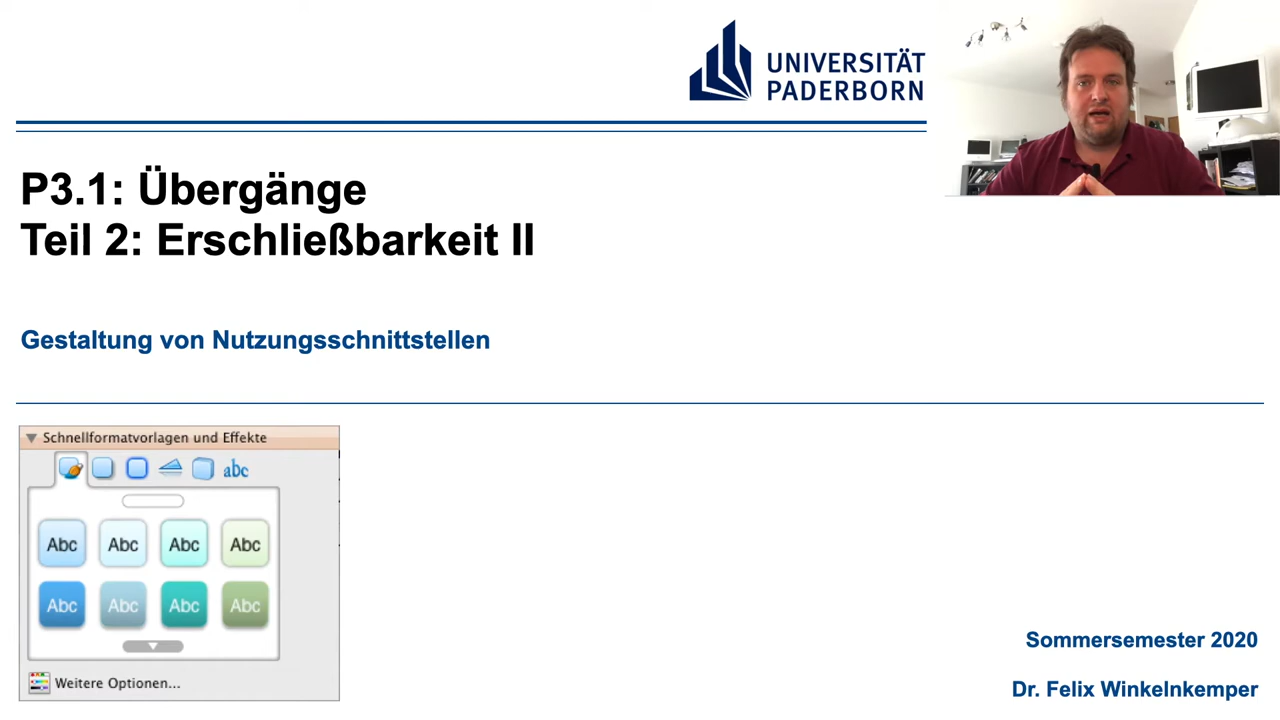 UNIVERSITÄT
PADERBORN
P3.1: Übergänge
Teil 2: Erschließbarkeit II
Gestaltung von Nutzungsschnittstellen
Schnellformatvorlagen und Effekte
abc
Abc Abc Abc Abc
Abc Abc Abc Abc
Weitere Optionen...
Sommersemester 2020
Dr. Felix Winkelnkemper